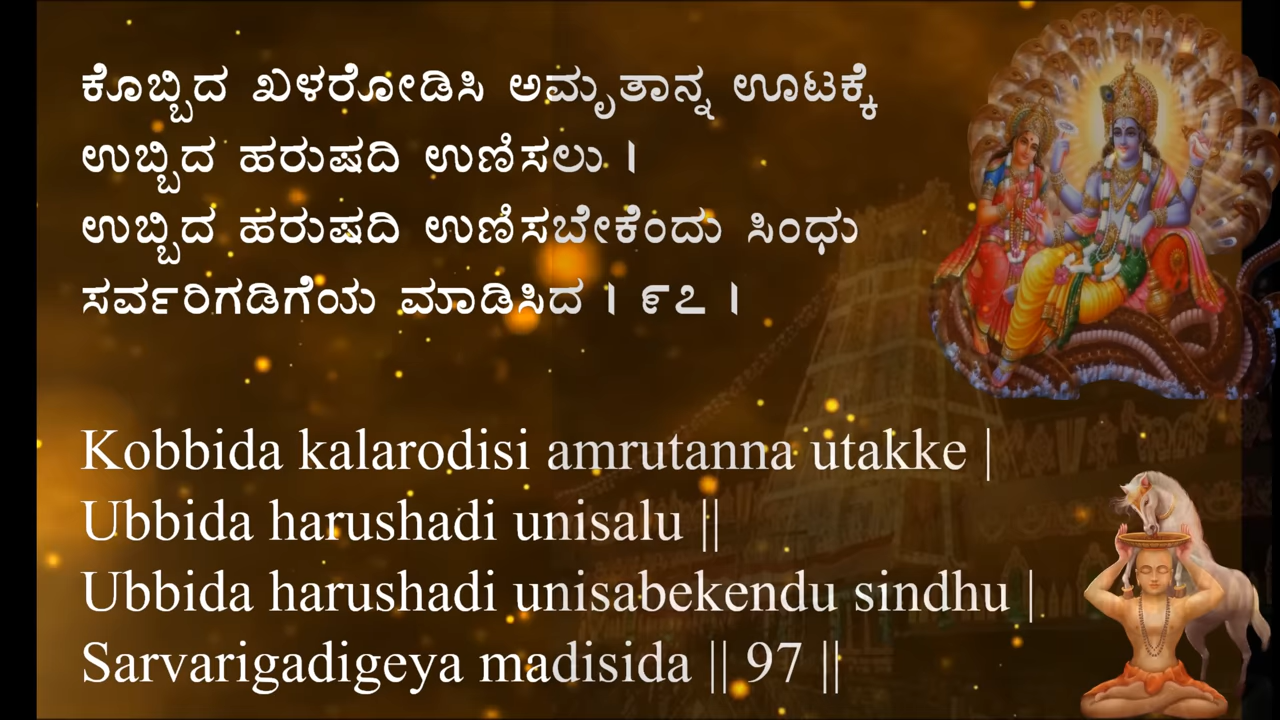 ಕೊಬ್ಬಿದ ಖಳರೋಡಿಸಿ ಅಮೃತಾನ್ನ ಊಟಕ್ಕೆ
ಉಬ್ಬಿದ ಹರುಷದಿ ಉಣಿಸಲು ।
ಉಬ್ಬಿದ ಹರುಷದಿ ಉಣಿಸಬೇಕೆಂದು ಸಿಂಧು
ಸರ್ವರಿಗಡಿಗೆಯ ಮಾಡಿಸಿದ । ೯೭ ।
Kobbida kalarodisi amrutanna utakke |
Ubbida harushadi unisalu ||
Ubbida harushadi unisabekendu sindhu |
Sarvarigadigeya madisida || 97 ||